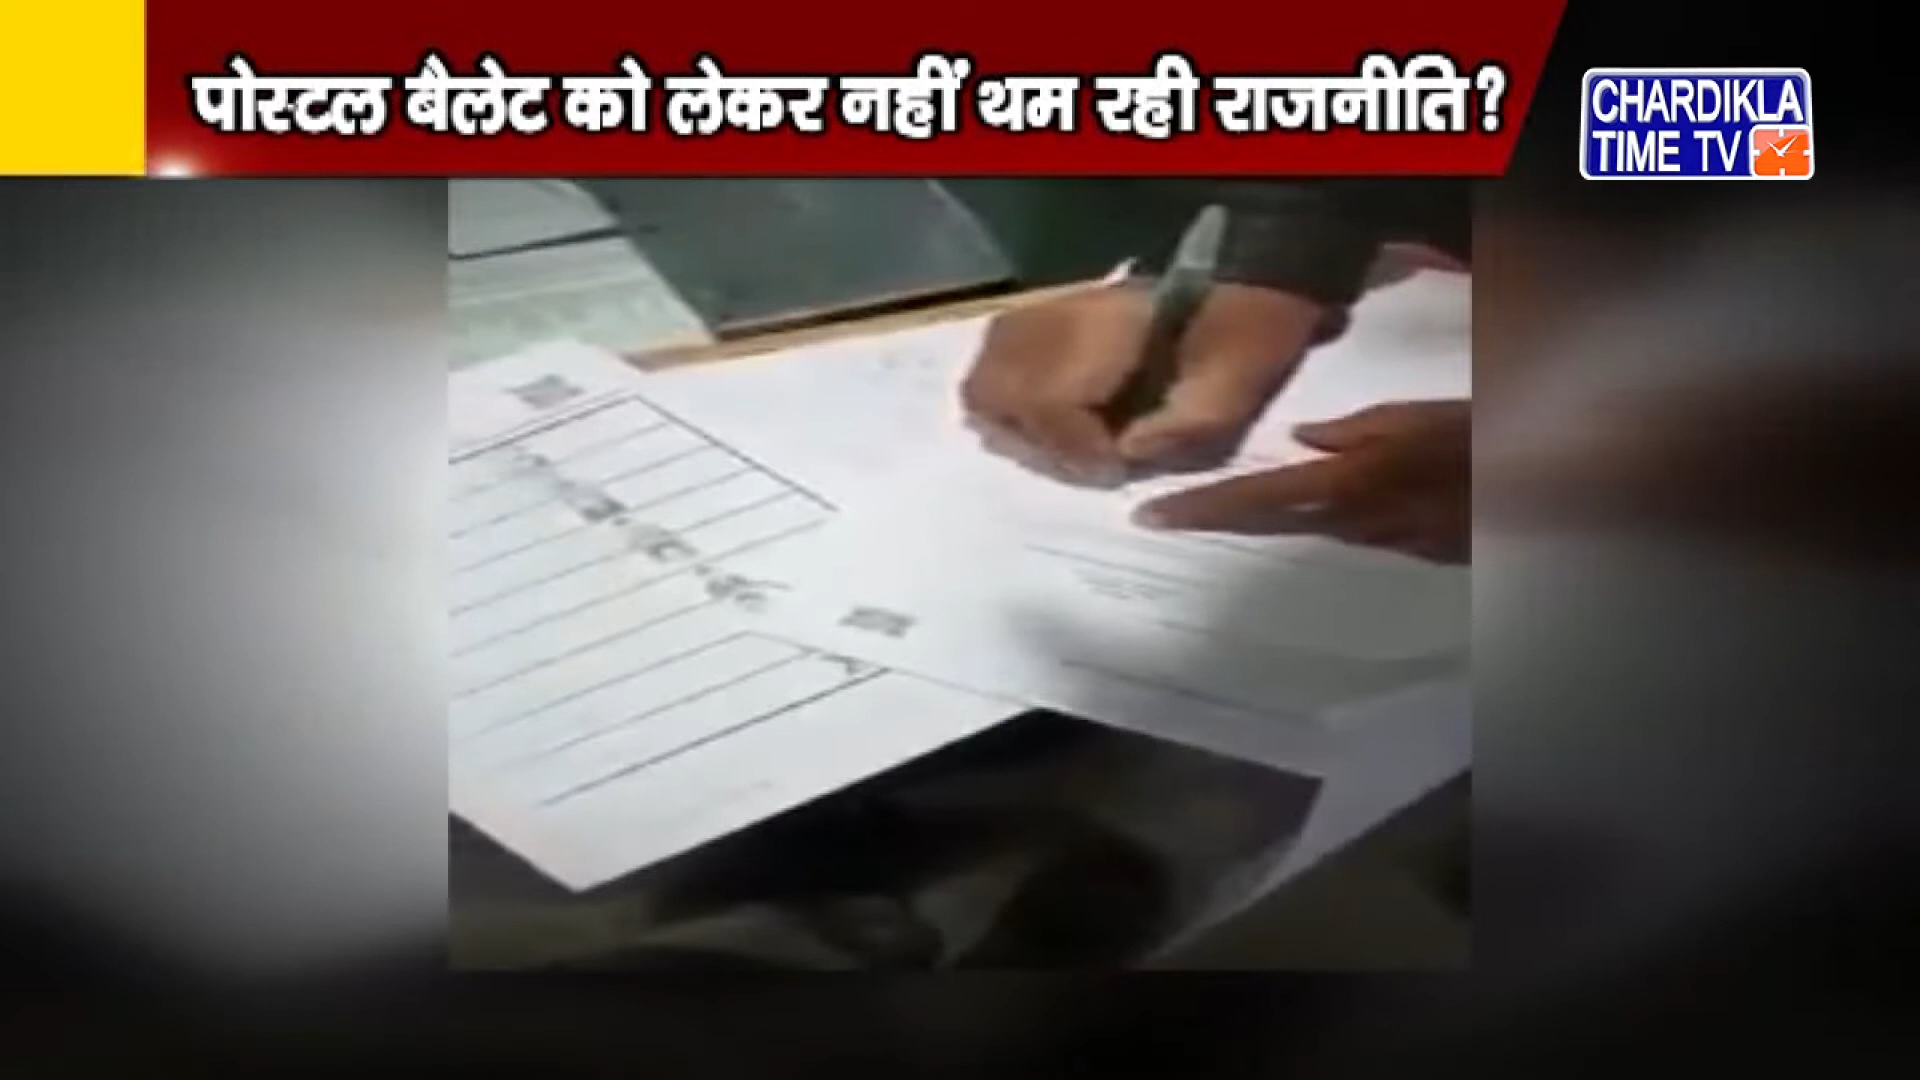 पोस्टल बैलेट को लेकर नहीं थम रही राजनीति?
CHARDIKLA
TIME TV